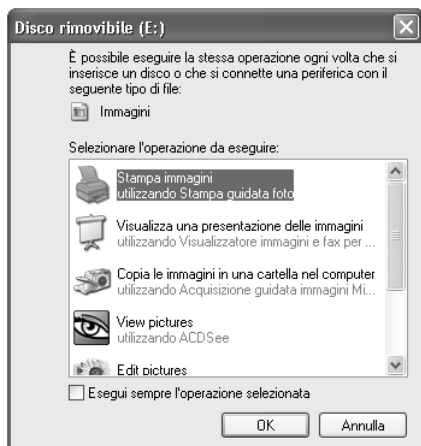 Disco rimovibile (E:)
È possibile eseguire la stessa operazione ogni volta che si
inserisce un disco o che si connette una periferica con il
seguente tipo di file:
Immagini
Selezionare l'operazione da eseguire:
Stampa immagini
utilizzando Stampa guidata foto
Visualizza una presentazione delle immagini
utilizzando Visualizzatore immagini e fax per ...
Copia le immagini in una cartella nel computer
utilizzando Acquisizione guidata immagini Mi...
View pictures
utilizzando ACDSee
Edit pictures
Esegui sempre l'operazione selezionata
OK
Annulla